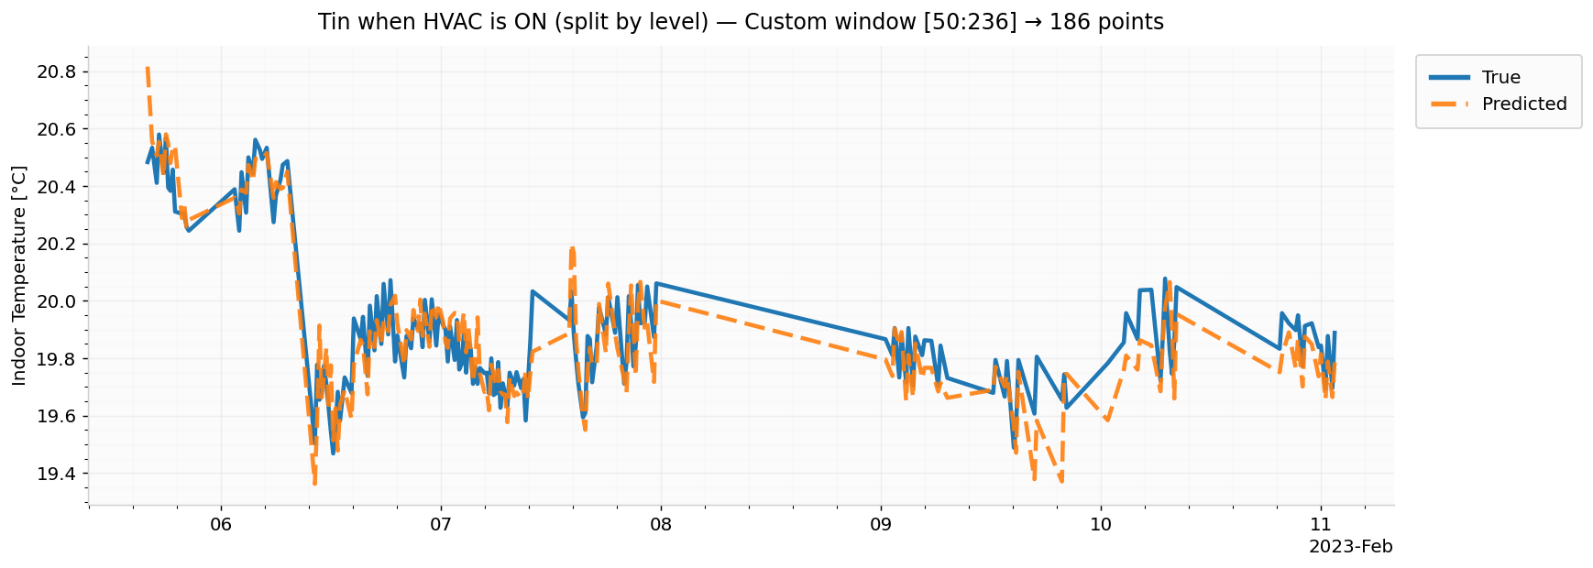 Tin when HVAC is ON (split by level) — Custom window [50:236] → 186 points
True
Predicted
Indoor Temperature [°C]
20.8
20.6
20.4
20.2
20.0
19.8
19.6
19.4
06 07 08 09 10 11
2023-Feb